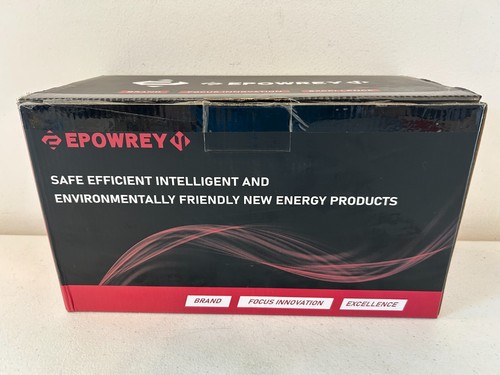 EPOWREY
EPOWREY
SAFE EFFICIENT INTELLIGENT AND
ENVIRONMENTALLY FRIENDLY NEW ENERGY PRODUCTS
BRAND
FOCUS INNOVATION
EXCELLENCE